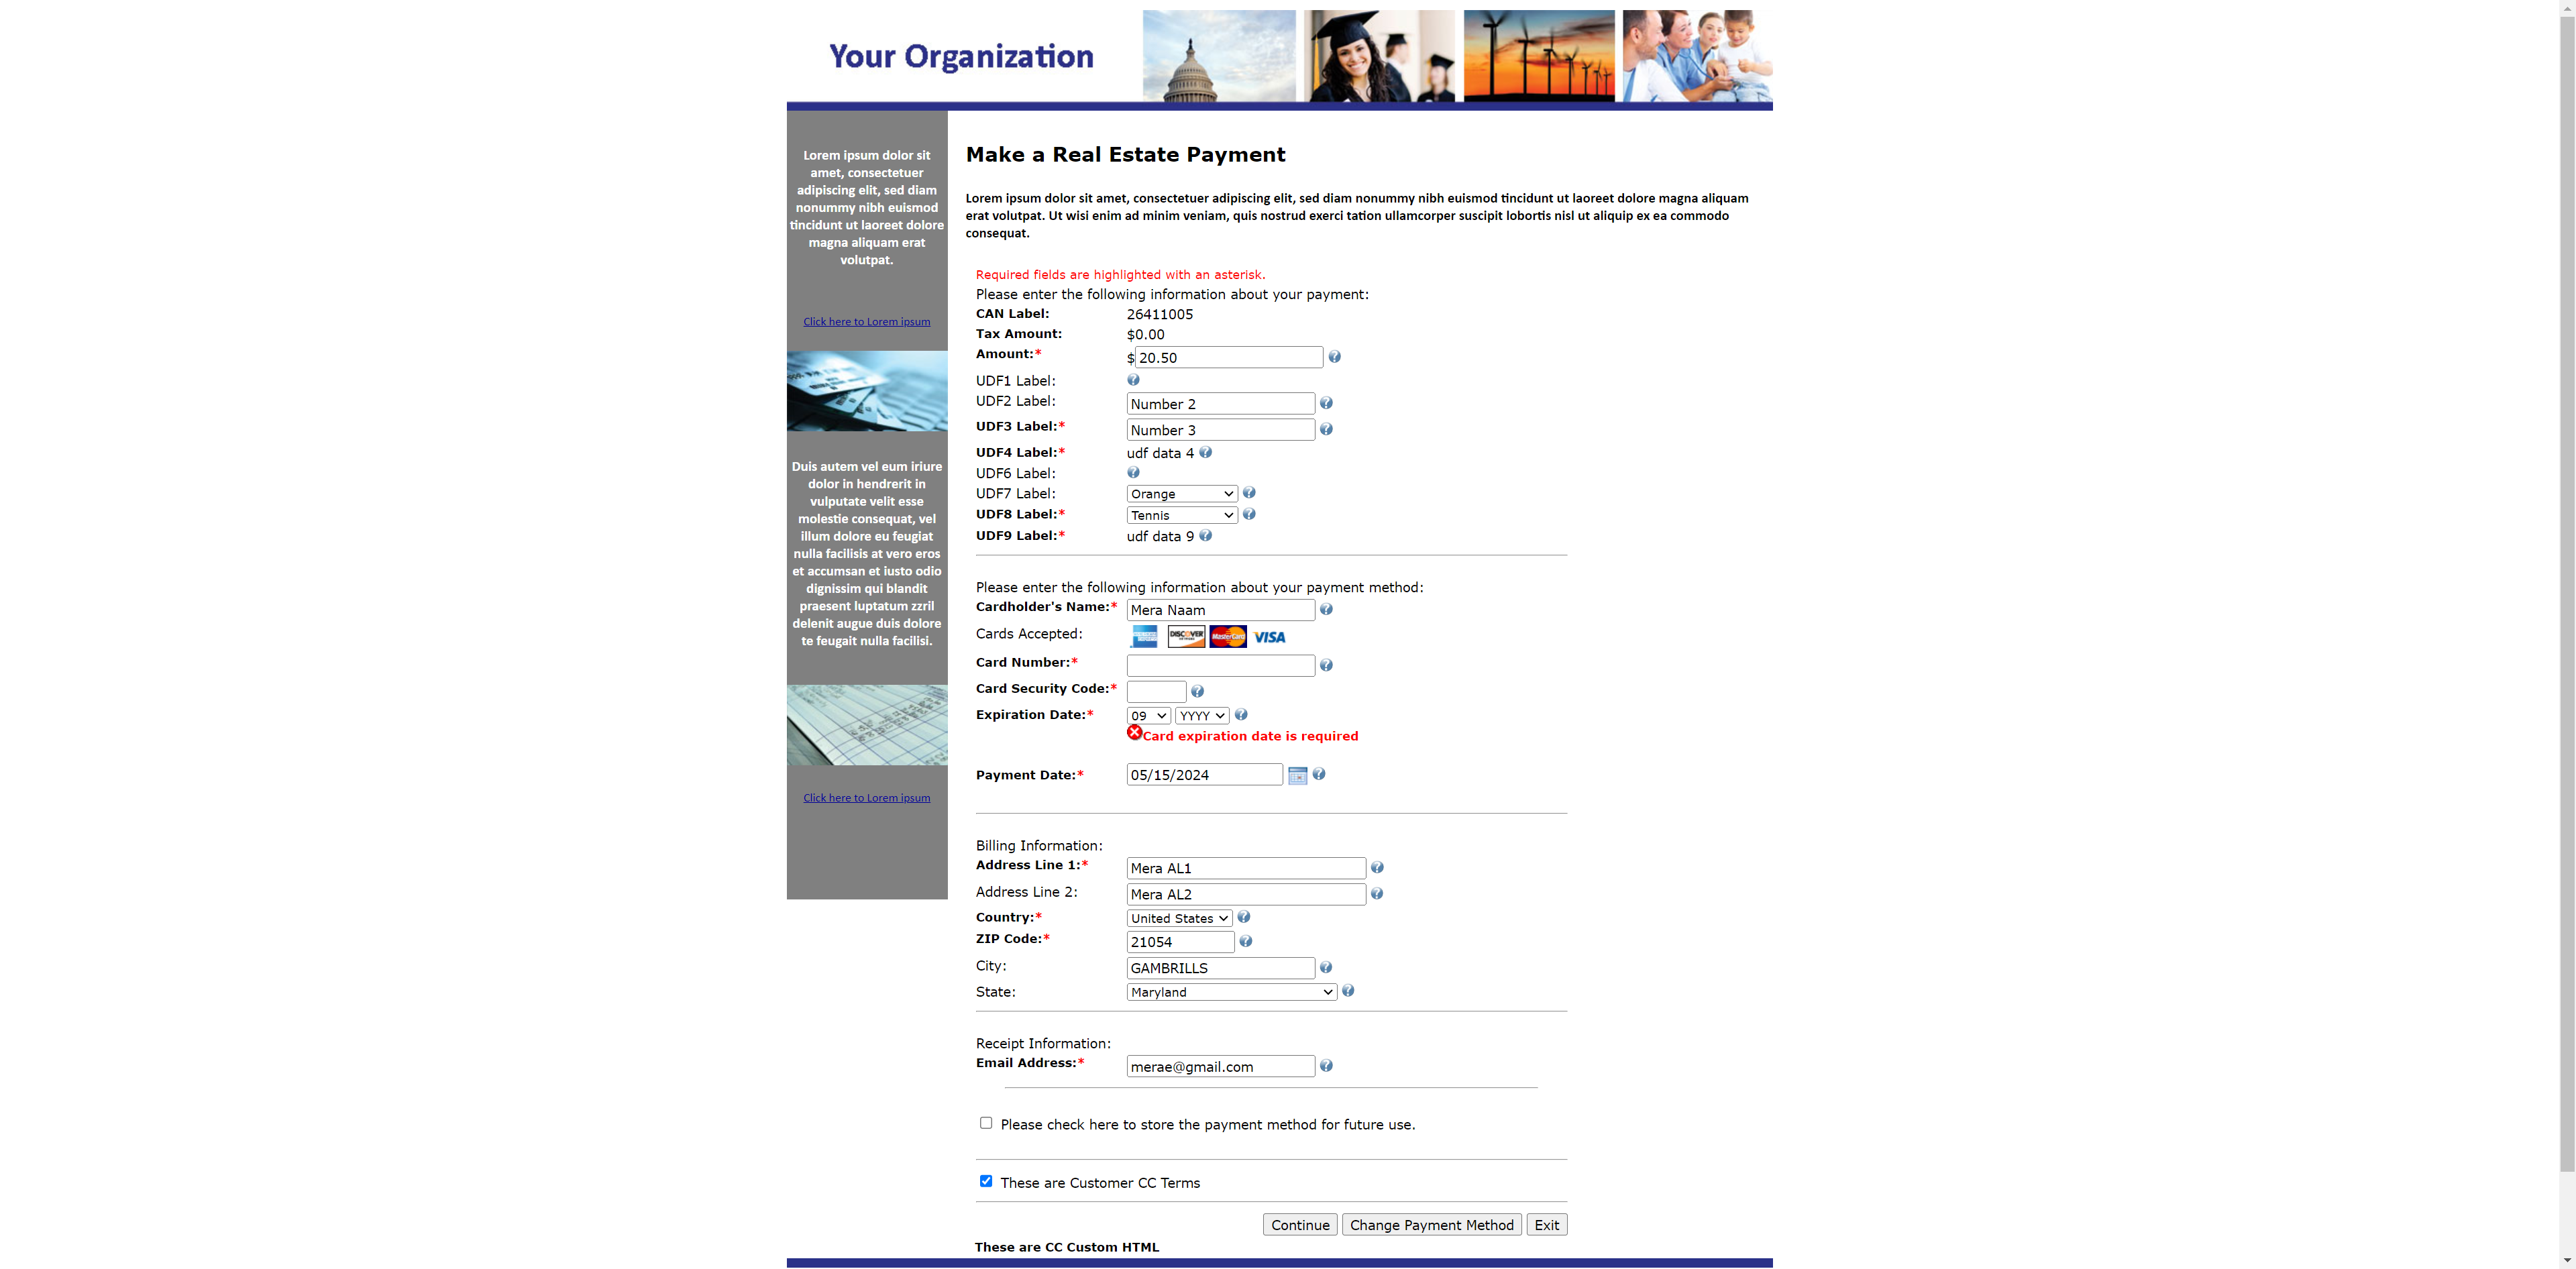 Your Organization
Lorem ipsum dolor sit
amet, consectetuer
adipiscing elit, sed diam
nonummy nibh euismod
tincidunt ut laoreet dolore
magna aliquam erat
volutpat.
Click here to Lorem ipsum
Duis autem vel eum iriure
dolor in hendrerit in
vulputate velit esse
molestie consequat, vel
illum dolore eu feugiat
nulla facilisis at vero eros
et accumsan et iusto odio
dignissim qui blandit
praesent luptatum zzril
delenit augue duis dolore
te feugait nulla facilisi.
Click here to Lorem ipsum
Make a Real Estate Payment
Lorem ipsum dolor sit amet, consectetuer adipiscing elit, sed diam nonummy nibh euismod tincidunt ut laoreet dolore magna aliquam
erat volutpat. Ut wisi enim ad minim veniam, quis nostrud exerci tation ullamcorper suscipit lobortis nisl ut aliquip ex ea commodo
consequat.
Required fields are highlighted with an asterisk.
Please enter the following information about your payment:
CAN Label: 26411005
Tax Amount: $0.00
Amount:* $20.50
UDF1 Label:
UDF2 Label: Number 2
UDF3 Label:* Number 3
UDF4 Label:* udf data 4
UDF6 Label:
UDF7 Label: Orange
UDF8 Label:* Tennis
UDF9 Label:* udf data 9
Please enter the following information about your payment method:
Cardholder's Name:* Mera Naam
Cards Accepted: DISCOVER MasterCard VISA
Card Number:*
Card Security Code:*
Expiration Date:* 09 YYYY
Card expiration date is required
Payment Date:* 05/15/2024
Billing Information:
Address Line 1:* Mera AL1
Address Line 2: Mera AL2
Country:* United States
ZIP Code:* 21054
City: GAMBRILLS
State: Maryland
Receipt Information:
Email Address:* merae@gmail.com
Please check here to store the payment method for future use.
These are Customer CC Terms
Continue Change Payment Method Exit
These are CC Custom HTML